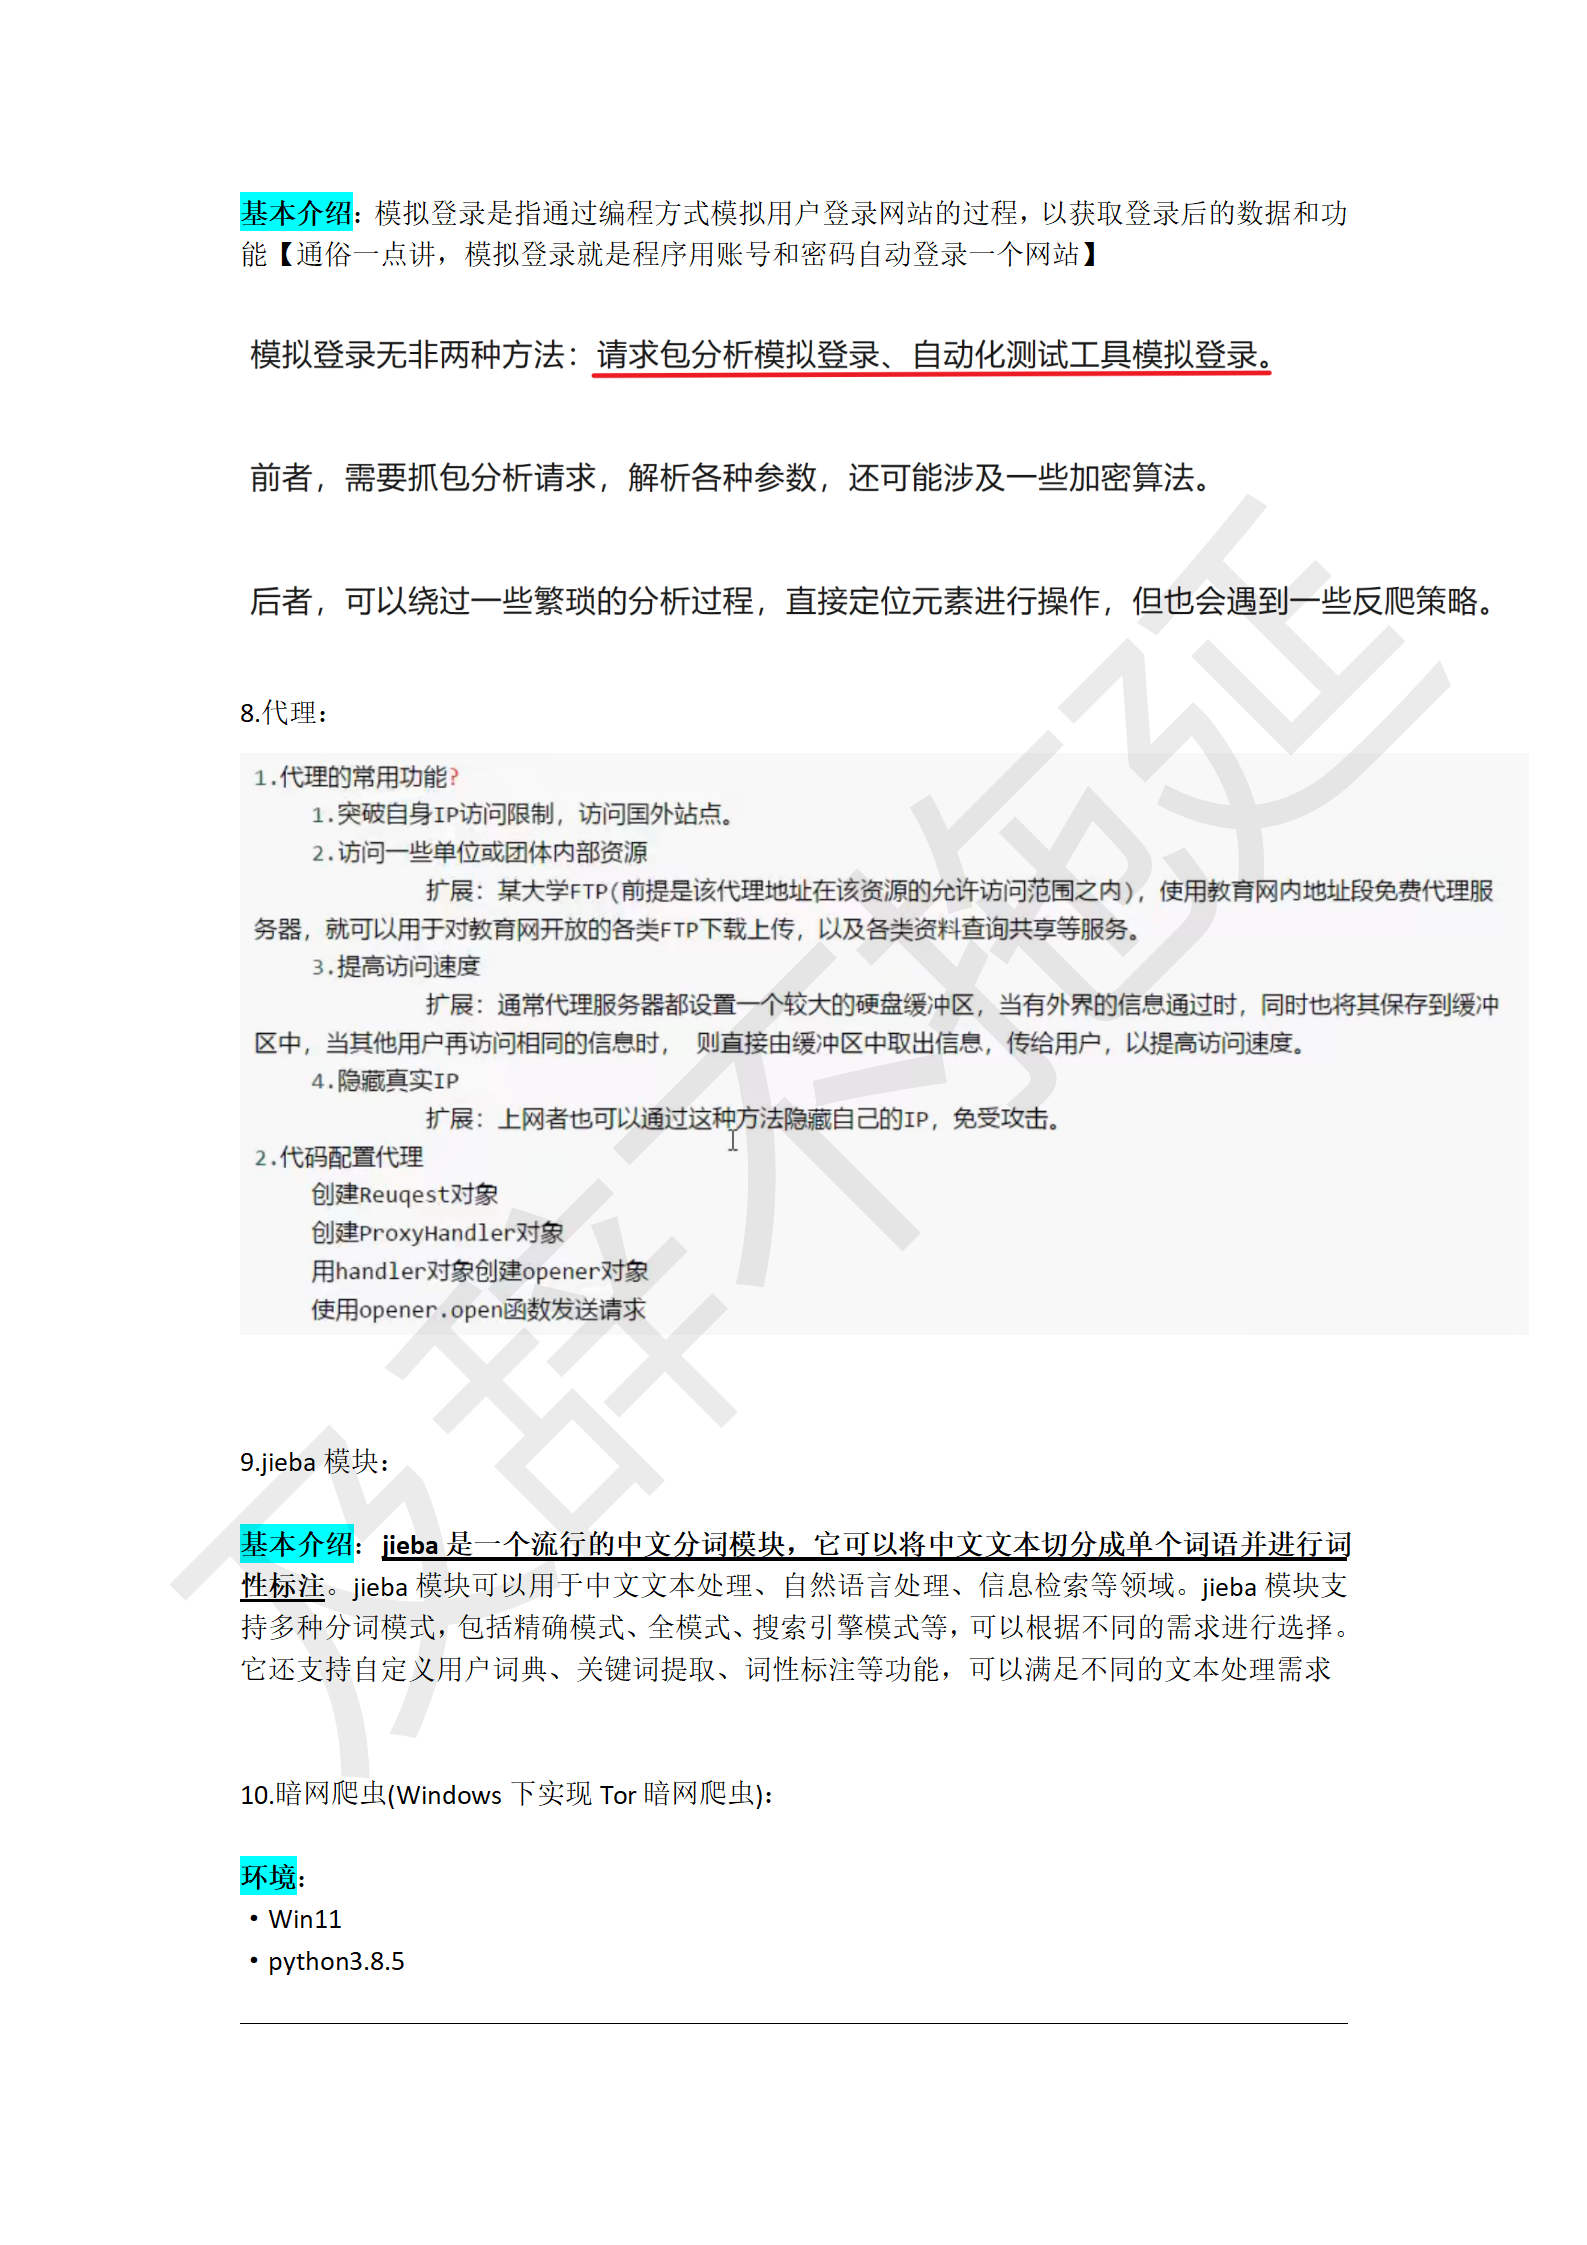 基本介绍：模拟登录是指通过编程方式模拟用户登录网站的过程，以获取登录后的数据和功
能【通俗一点讲，模拟登录就是程序用账号和密码自动登录一个网站】
模拟登录无非两种方法：请求包分析模拟登录、自动化测试工具模拟登录。
前者，需要抓包分析请求，解析各种参数，还可能涉及一些加密算法。
后者，可以绕过一些繁琐的分析过程，直接定位元素进行操作，但也会遇到一些反爬策略。
8.代理：
1.代理的常用功能?
1.突破自身IP访问限制，访问国外站点。
2.访问一些单位或团体内部资源
扩展：某大学FTP(前提是该代理地址在该资源的允许访问范围之内)，使用教育网内地址段免费代理服
务器，就可以用于对教育网开放的各类FTP下载上传，以及各类资料查询共享等服务。
3.提高访问速度
扩展：通常代理服务器都设置一个较大的硬盘缓冲区，当有外界的信息通过时，同时也将其保存到缓冲
区中，当其他用户再访问相同的信息时， 则直接由缓冲区中取出信息，传给用户，以提高访问速度。
4.隐藏真实IP
扩展：上网者也可以通过这种方法隐藏自己的IP，免受攻击。
2.代码配置代理
创建Reuqest对象
创建ProxyHandler对象
用handler对象创建opener对象
使用opener.open函数发送请求
9.jieba 模块：
基本介绍：jieba 是一个流行的中文分词模块，它可以将中文文本切分成单个词语并进行词
性标注。jieba 模块可以用于中文文本处理、自然语言处理、信息检索等领域。jieba 模块支
持多种分词模式，包括精确模式、全模式、搜索引擎模式等，可以根据不同的需求进行选择。
它还支持自定义用户词典、关键词提取、词性标注等功能，可以满足不同的文本处理需求
10.暗网爬虫(Windows 下实现 Tor 暗网爬虫)：
环境：
• Win11
• python3.8.5
及辞不拖延